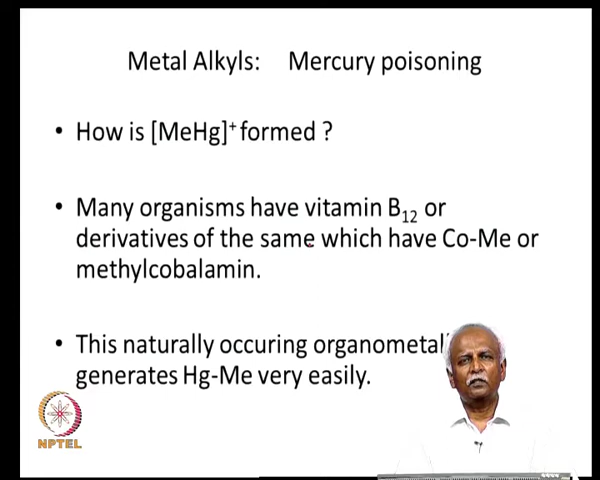 Metal Alkyls: Mercury poisoning
• How is [MeHg]⁺ formed ?
• Many organisms have vitamin B₁₂ or
derivatives of the same which have Co-Me or
methylcobalamin.
• This naturally occuring
generates Hg-Me very easily.
NPTEL